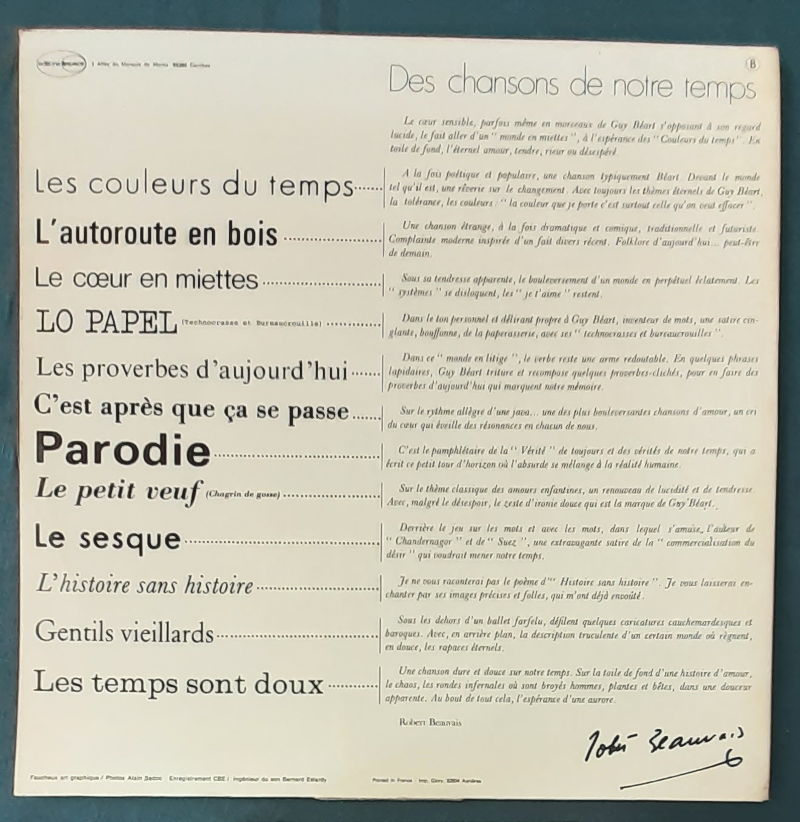 Allée du Marquis de Morès 92380 Garches
B
Des chansons de notre temps
Le cœur sensible, parfois même en morceaux de Guy Béart s'opposant à son regard
lucide, le fait aller d'un " monde en miettes ", à l'espérance des " Couleurs du temps ". En
toile de fond, l'éternel amour, tendre, rieur ou désespéré.
Les couleurs du temps
A la fois poétique et populaire, une chanson typiquement Béart. Devant le monde
tel qu'il est, une rêverie sur le changement. Avec toujours les thèmes éternels de Guy Béart,
la tolérance, les couleurs : " la couleur que je porte c'est surtout celle qu'on veut effacer ".
L'autoroute en bois
Une chanson étrange, à la fois dramatique et comique, traditionnelle et futuriste.
Complainte moderne inspirée d'un fait divers récent. Folklore d'aujourd'hui... peut-être
de demain.
Le cœur en miettes
Sous sa tendresse apparente, le bouleversement d'un monde en perpétuel éclatement. Les
" systèmes " se disloquent, les " je t'aime " restent.
LO PAPEL (Technocrasse et Bureaucrouille)
Dans le ton personnel et délirant propre à Guy Béart, inventeur de mots, une satire cin-
glante, bouffonne, de la paperasserie, avec ses " technocrasses et bureaucrouilles ".
Les proverbes d'aujourd'hui
Dans ce " monde en litige ", le verbe reste une arme redoutable. En quelques phrases
lapidaires, Guy Béart triture et recompose quelques proverbes-clichés, pour en faire des
proverbes d'aujourd'hui qui marquent notre mémoire.
C'est après que ça se passe
Sur le rythme allègre d'une java... une des plus bouleversantes chansons d'amour, un cri
du cœur qui éveille des résonances en chacun de nous.
Parodie
C'est le pamphlétaire de la " Vérité " de toujours et des vérités de notre temps, qui a
écrit ce petit tour d'horizon où l'absurde se mélange à la réalité humaine.
Le petit veuf (Chagrin de gosse)
Sur le thème classique des amours enfantines, un renouveau de lucidité et de tendresse.
Avec, malgré le désespoir, le zeste d'ironie douce qui est la marque de Guy Béart.
Le sesque
Derrière le jeu sur les mots et avec les mots, dans lequel s'amuse l'auteur de
" Chandernagor " et de " Suez ", une extravagante satire de la " commercialisation du
désir " qui voudrait mener notre temps.
L'histoire sans histoire
Je ne vous raconterai pas le poème d'" Histoire sans histoire ". Je vous laisserai en-
chanter par ses images précises et folles, qui m'ont déjà envoûté.
Gentils vieillards
Sous les dehors d'un ballet farfelu, défilent quelques caricatures cauchemardesques et
baroques. Avec, en arrière plan, la description truculente d'un certain monde où règnent,
en douce, les rapaces éternels.
Les temps sont doux
Une chanson dure et douce sur notre temps. Sur la toile de fond d'une histoire d'amour,
le chaos, les rondes infernales où sont broyés hommes, plantes et bêtes, dans une douceur
apparente. Au bout de tout cela, l'espérance d'une aurore.
Robert Beauvais
Robert Beauvais
Faucheux art graphique / Photos Alain Sadoc Enregistrement CBE : Ingénieur du son Bernard Estardy
Printed in France Imp. Glory, 92604 Asnières